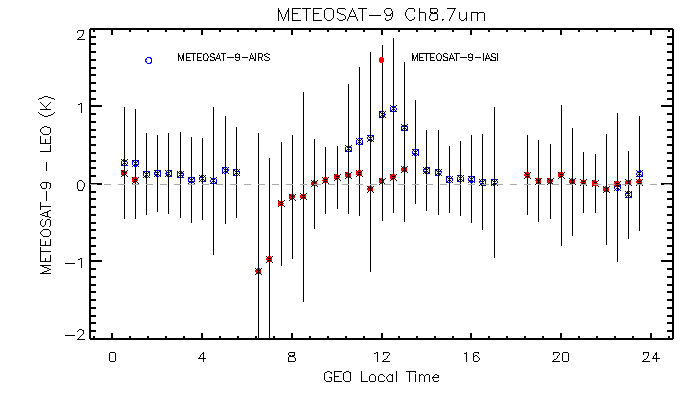 METEOSAT-9 Ch8.7um
METEOSAT-9-AIRS
METEOSAT-9-IASI
2
1
0
-1
-2
METEOSAT-9 - LEO (K)
0 4 8 12 16 20 24
GEO Local Time